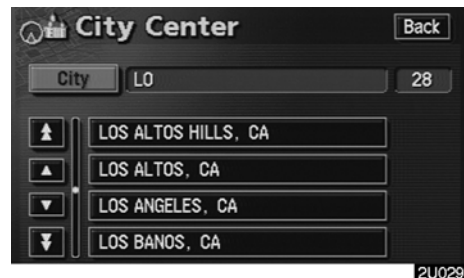 City Center
Back
City LO 28
LOS ALTOS HILLS, CA
LOS ALTOS, CA
LOS ANGELES, CA
LOS BANOS, CA
2U029